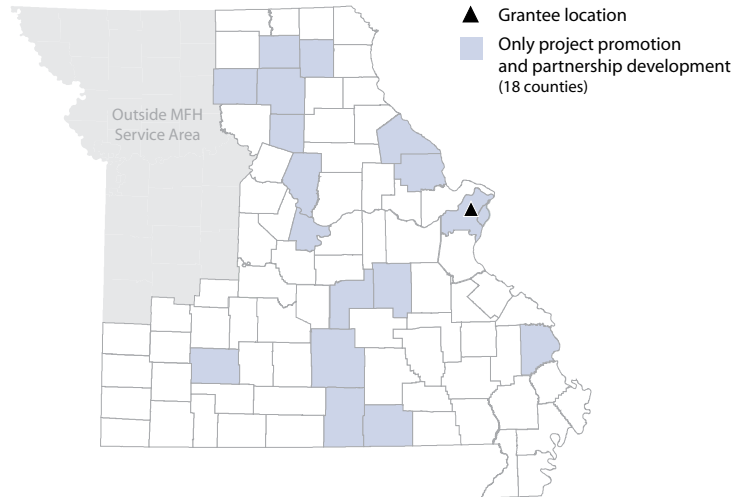 Grantee location
Only project promotion
and partnership development
(18 counties)
Outside MFH
Service Area